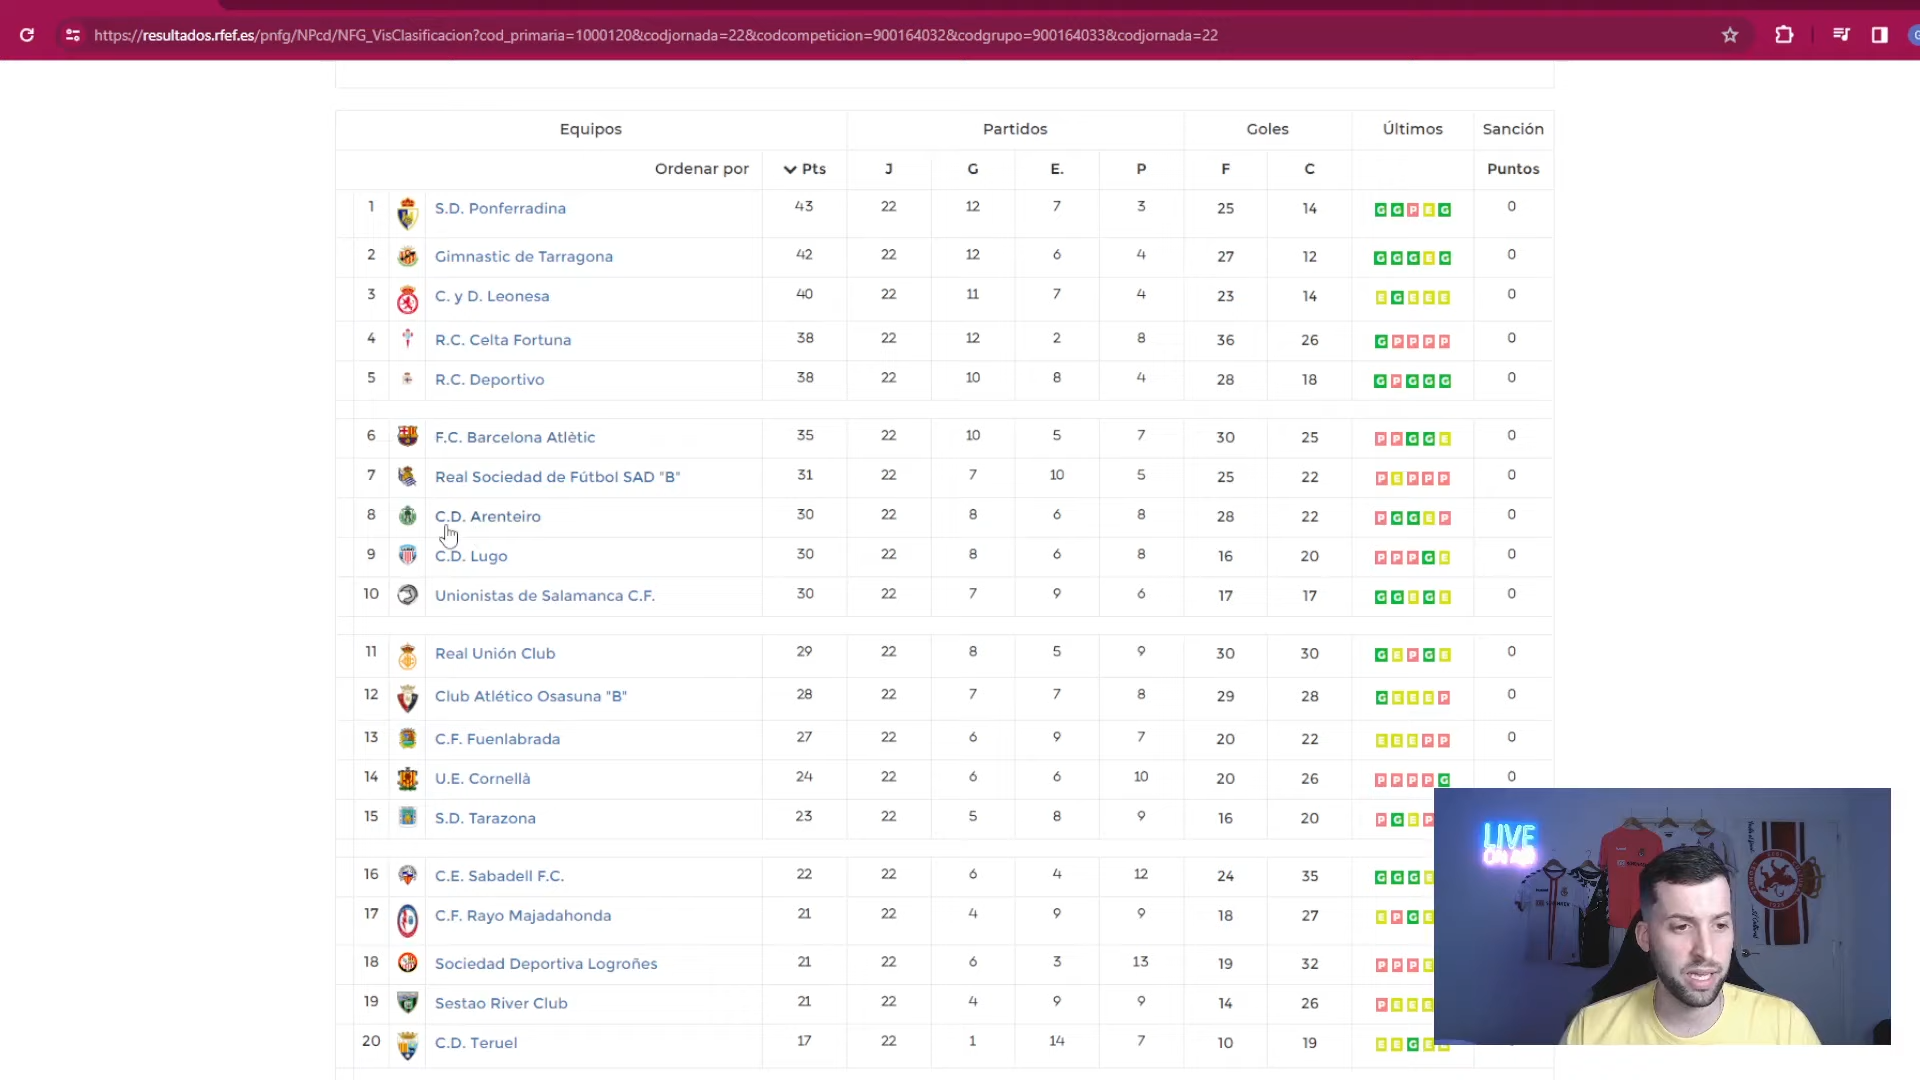 https://resultados.rfef.es/pnfg/NPcd/NFG_VisClasificacion?cod_primaria=1000120&codjornada=22&codcompeticion=900164032&codgrupo=900164033&codjornada=22
Equipos Partidos Goles Últimos Sanción
Ordenar por Pts J G E. P F C Puntos
1 S.D. Ponferradina 43 22 12 7 3 25 14 G G P E G 0
2 Gimnastic de Tarragona 42 22 12 6 4 27 12 G G G E G 0
3 C. y D. Leonesa 40 22 11 7 4 23 14 E G E E E 0
4 R.C. Celta Fortuna 38 22 12 2 8 36 26 G P P P P 0
5 R.C. Deportivo 38 22 10 8 4 28 18 G P G G G 0
6 F.C. Barcelona Atlètic 35 22 10 5 7 30 25 P P G G E 0
7 Real Sociedad de Fútbol SAD "B" 31 22 7 10 5 25 22 P E P P P 0
8 C.D. Arenteiro 30 22 8 6 8 28 22 P G G E P 0
9 C.D. Lugo 30 22 8 6 8 16 20 P P P G E 0
10 Unionistas de Salamanca C.F. 30 22 7 9 6 17 17 G G E G E 0
11 Real Unión Club 29 22 8 5 9 30 30 G E P G E 0
12 Club Atlético Osasuna "B" 28 22 7 7 8 29 28 G E E E P 0
13 C.F. Fuenlabrada 27 22 6 9 7 20 22 E E E P P 0
14 U.E. Cornellà 24 22 6 6 10 20 26 P P P P G 0
15 S.D. Tarazona 23 22 5 8 9 16 20 P G E P
16 C.E. Sabadell F.C. 22 22 6 4 12 24 35 G G G E
17 C.F. Rayo Majadahonda 21 22 4 9 9 18 27 E P G E
18 Sociedad Deportiva Logroñes 21 22 6 3 13 19 32 P P P E
19 Sestao River Club 21 22 4 9 9 14 26 P E E E
20 C.D. Teruel 17 22 1 14 7 10 19 E E G E
LIVE
ON AIR